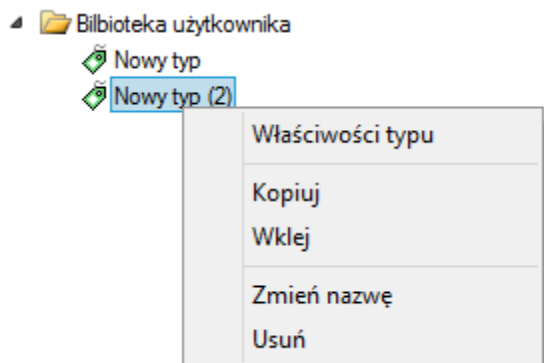 Bilbioteka użytkownika
Nowy typ
Nowy typ (2)
Właściwości typu
Kopiuj
Wklej
Zmień nazwę
Usuń